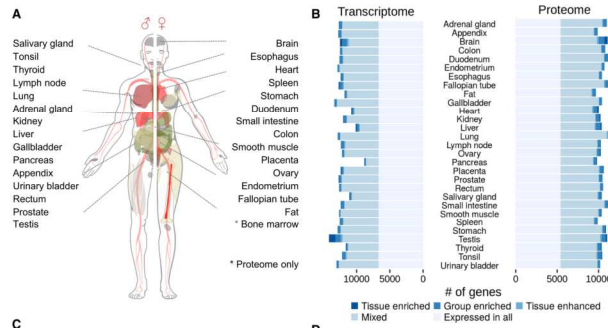 A
♂ ♀
Salivary gland
Tonsil
Thyroid
Lymph node
Lung
Adrenal gland
Kidney
Liver
Gallbladder
Pancreas
Appendix
Urinary bladder
Rectum
Prostate
Testis
Brain
Esophagus
Heart
Spleen
Stomach
Duodenum
Small intestine
Colon
Smooth muscle
Placenta
Ovary
Endometrium
Fallopian tube
Fat
* Bone marrow
* Proteome only
B
Transcriptome
Proteome
Adrenal gland
Appendix
Brain
Colon
Duodenum
Endometrium
Esophagus
Fallopian tube
Fat
Gallbladder
Heart
Kidney
Liver
Lung
Lymph node
Ovary
Pancreas
Placenta
Prostate
Rectum
Salivary gland
Small Intestine
Smooth muscle
Spleen
Stomach
Testis
Thyroid
Tonsil
Urinary bladder
10000 5000 0
0 5000 10000
# of genes
Tissue enriched Group enriched Tissue enhanced
Mixed Expressed in all
C